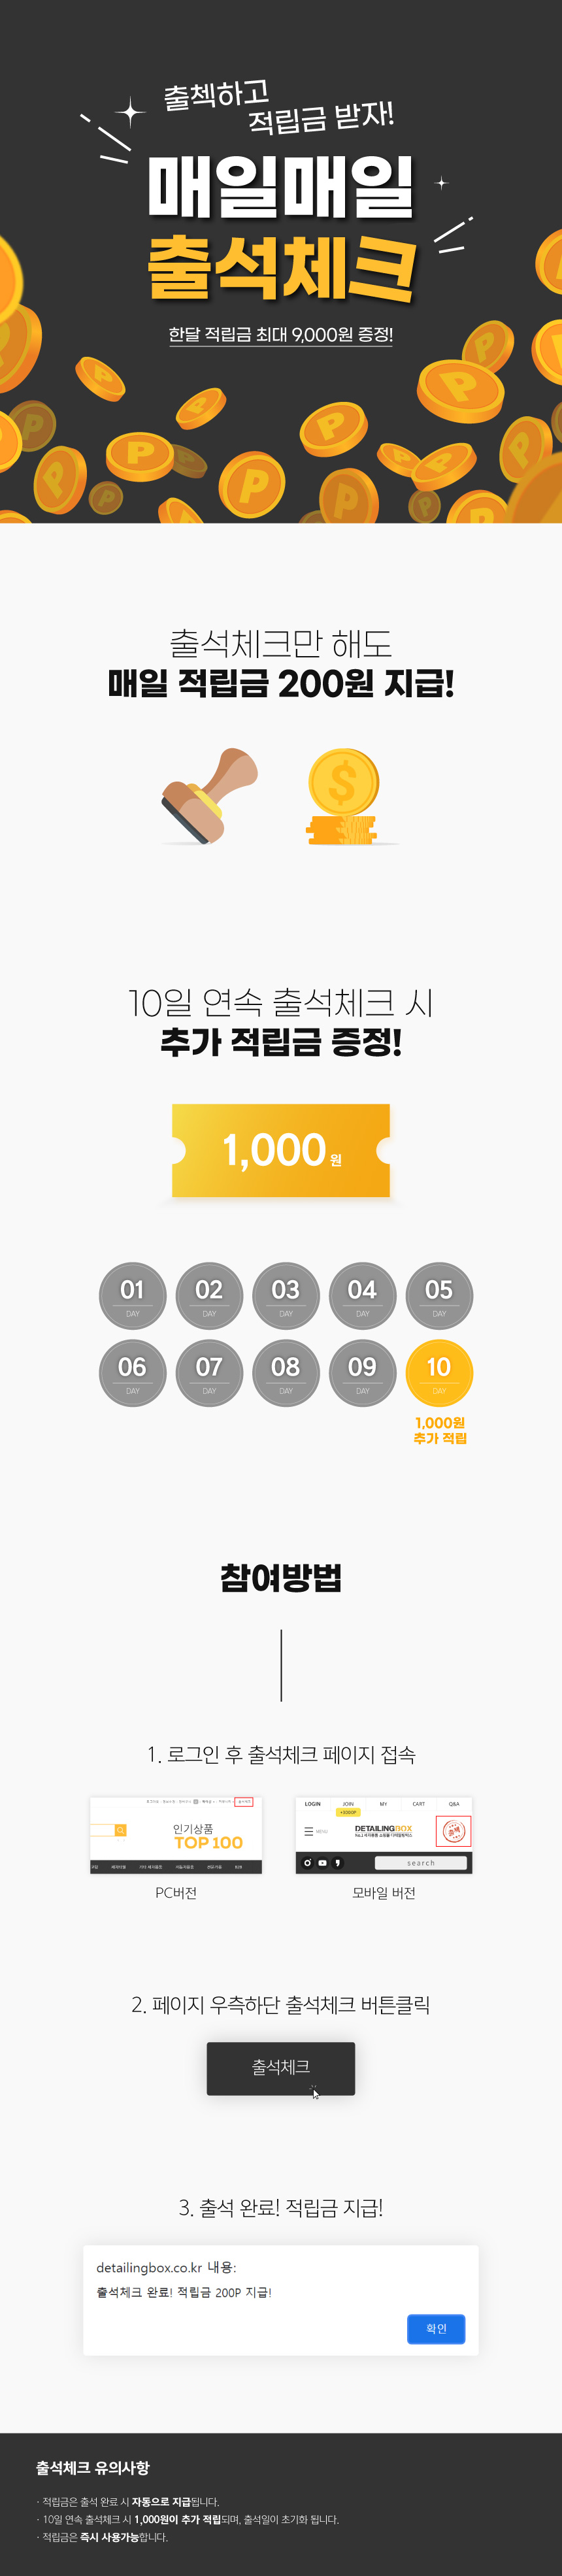 출첵하고
적립금 받자!
매일매일
출석체크
한달 적립금 최대 9,000원 증정!
출석체크만 해도
매일 적립금 200원 지급!
10일 연속 출석체크 시
추가 적립금 증정!
1,000원
01 02 03 04 05
DAY DAY DAY DAY DAY
06 07 08 09 10
DAY DAY DAY DAY DAY
1,000원
추가 적립
참여방법
1. 로그인 후 출석체크 페이지 접속
인기상품
TOP 100
PC버전
LOGIN JOIN MY CART Q&A
+5000P
MENU
DETAILINGBOX
출첵
search
모바일 버전
2. 페이지 우측하단 출석체크 버튼클릭
출석체크
3. 출석 완료! 적립금 지급!
detailingbox.co.kr 내용:
출석체크 완료! 적립금 200P 지급!
확인
출석체크 유의사항
· 적립금은 출석 완료 시 자동으로 지급됩니다.
· 10일 연속 출석체크 시 1,000원이 추가 적립되며, 출석일이 초기화 됩니다.
· 적립금은 즉시 사용가능합니다.